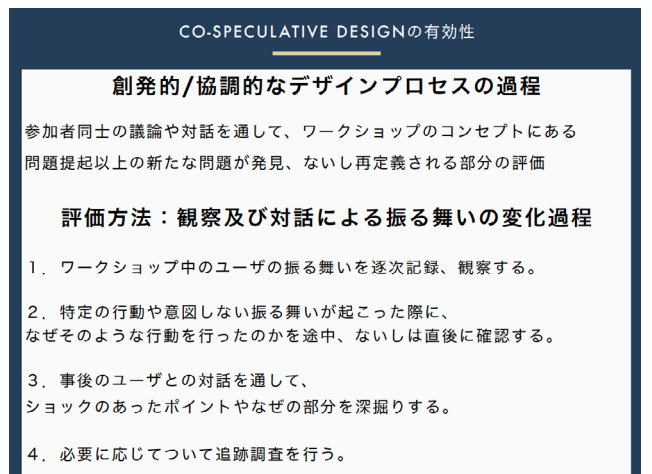 CO-SPECULATIVE DESIGNの有効性
創発的/協調的なデザインプロセスの過程
参加者同士の議論や対話を通して、ワークショップのコンセプトにある
問題提起以上の新たな問題が発見、ないし再定義される部分の評価
評価方法：観察及び対話による振る舞いの変化過程
１．ワークショップ中のユーザの振る舞いを逐次記録、観察する。
２．特定の行動や意図しない振る舞いが起こった際に、
なぜそのような行動を行ったのかを途中、ないしは直後に確認する。
３．事後のユーザとの対話を通して、
ショックのあったポイントやなぜの部分を深掘りする。
４．必要に応じてついて追跡調査を行う。